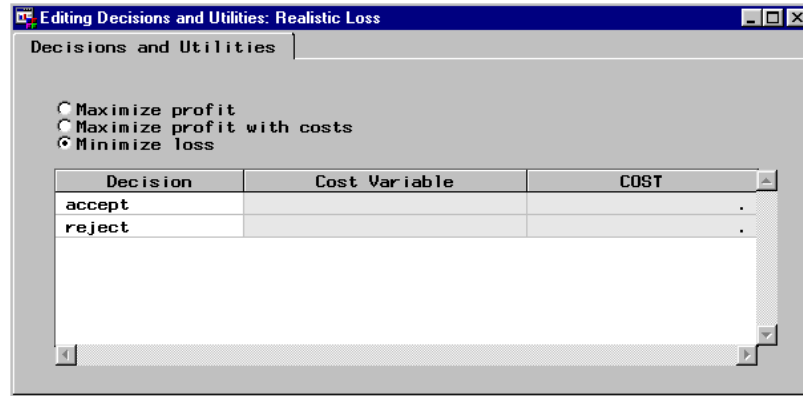 Editing Decisions and Utilities: Realistic Loss
Decisions and Utilities
Maximize profit
Maximize profit with costs
Minimize loss
Decision Cost Variable COST
accept .
reject .